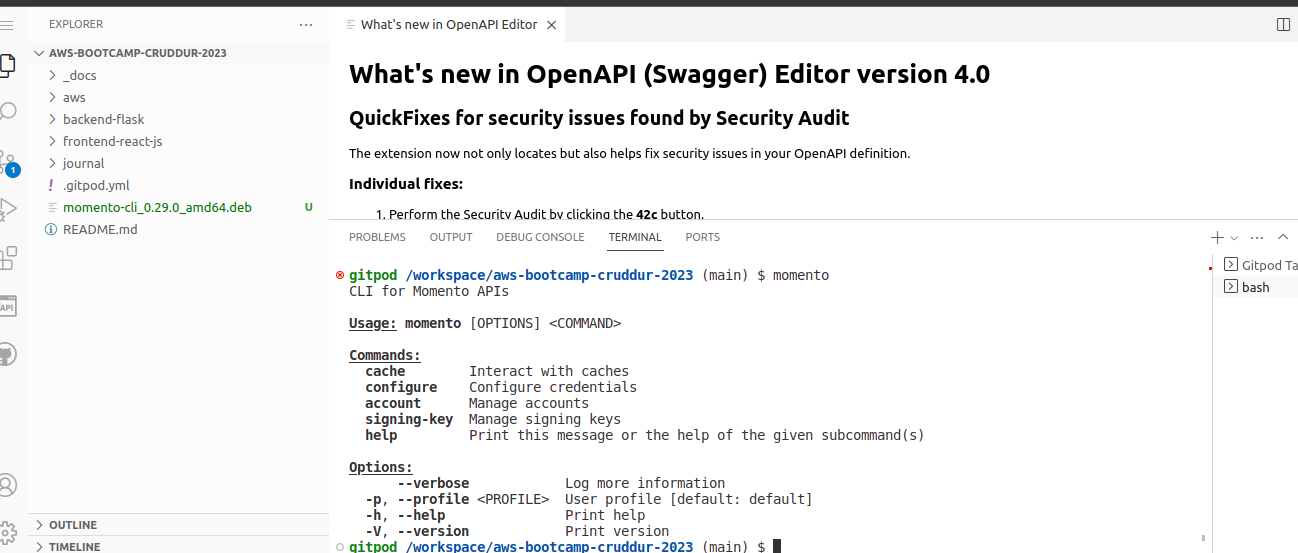 EXPLORER
···
AWS-BOOTCAMP-CRUDDUR-2023
_docs
aws
backend-flask
frontend-react-js
journal
.gitpod.yml
momento-cli_0.29.0_amd64.deb U
README.md
OUTLINE
TIMELINE
1
API
What's new in OpenAPI Editor
What's new in OpenAPI (Swagger) Editor version 4.0
QuickFixes for security issues found by Security Audit
The extension now not only locates but also helps fix security issues in your OpenAPI definition.
Individual fixes:
1. Perform the Security Audit by clicking the 42c button.
PROBLEMS OUTPUT DEBUG CONSOLE TERMINAL PORTS
gitpod /workspace/aws-bootcamp-cruddur-2023 (main) $ momento
CLI for Momento APIs
Usage: momento [OPTIONS] <COMMAND>
Commands:
cache Interact with caches
configure Configure credentials
account Manage accounts
signing-key Manage signing keys
help Print this message or the help of the given subcommand(s)
Options:
--verbose Log more information
-p, --profile <PROFILE> User profile [default: default]
-h, --help Print help
-V, --version Print version
gitpod /workspace/aws-bootcamp-cruddur-2023 (main) $
Gitpod Ta
bash